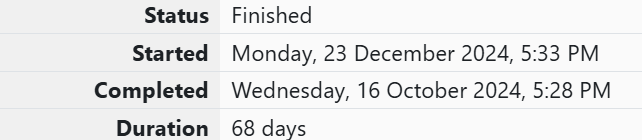 Status Finished
Started Monday, 23 December 2024, 5:33 PM
Completed Wednesday, 16 October 2024, 5:28 PM
Duration 68 days